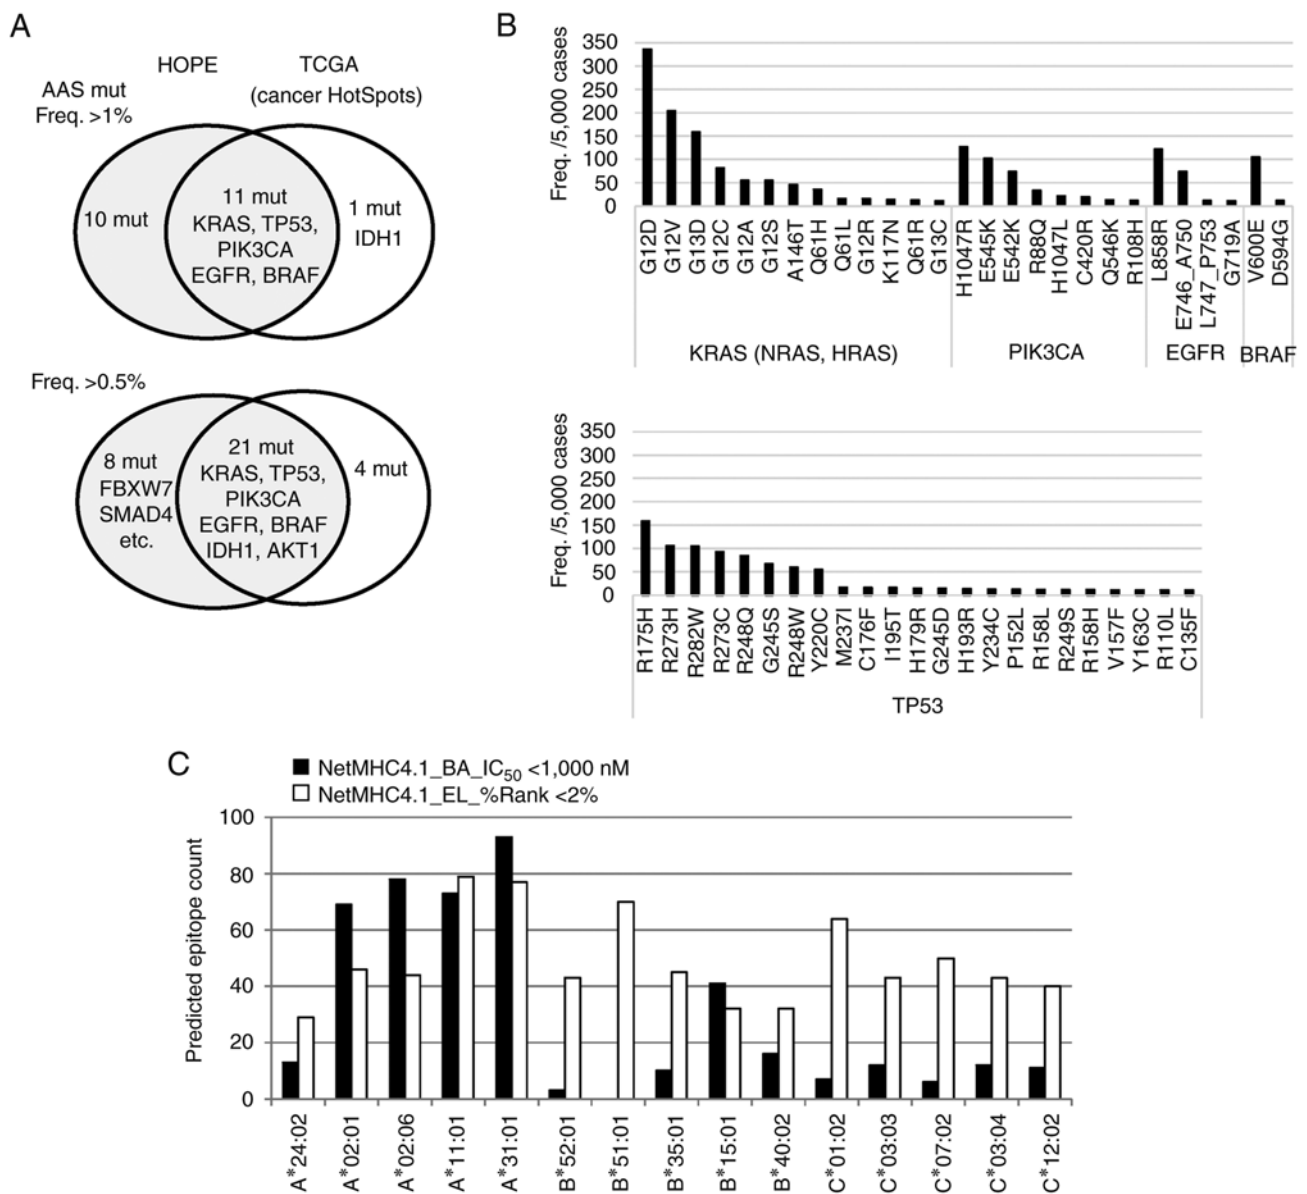 A
HOPE
TCGA
(cancer HotSpots)
AAS mut
Freq. >1%
10 mut
11 mut
KRAS, TP53,
PIK3CA
EGFR, BRAF
1 mut
IDH1
Freq. >0.5%
8 mut
FBXW7
SMAD4
etc.
21 mut
KRAS, TP53,
PIK3CA
EGFR, BRAF
IDH1, AKT1
4 mut
B
Freq. /5,000 cases
350
300
250
200
150
100
50
0
G12D
G12V
G13D
G12C
G12A
G12S
A146T
Q61H
Q61L
G12R
K117N
Q61R
G13C
H1047R
E545K
E542K
R88Q
H1047L
C420R
Q546K
R108H
L858R
E746_A750
L747_P753
G719A
V600E
D594G
KRAS (NRAS, HRAS)
PIK3CA
EGFR
BRAF
Freq. /5,000 cases
350
300
250
200
150
100
50
0
R175H
R273H
R282W
R273C
R248Q
G245S
R248W
Y220C
M237I
C176F
I195T
H179R
G245D
H193R
Y234C
P152L
R158L
R249S
R158H
V157F
Y163C
R110L
C135F
TP53
C
NetMHC4.1_BA_IC50 <1,000 nM
NetMHC4.1_EL_%Rank <2%
Predicted epitope count
100
80
60
40
20
0
A*24:02
A*02:01
A*02:06
A*11:01
A*31:01
B*52:01
B*51:01
B*35:01
B*15:01
B*40:02
C*01:02
C*03:03
C*07:02
C*03:04
C*12:02